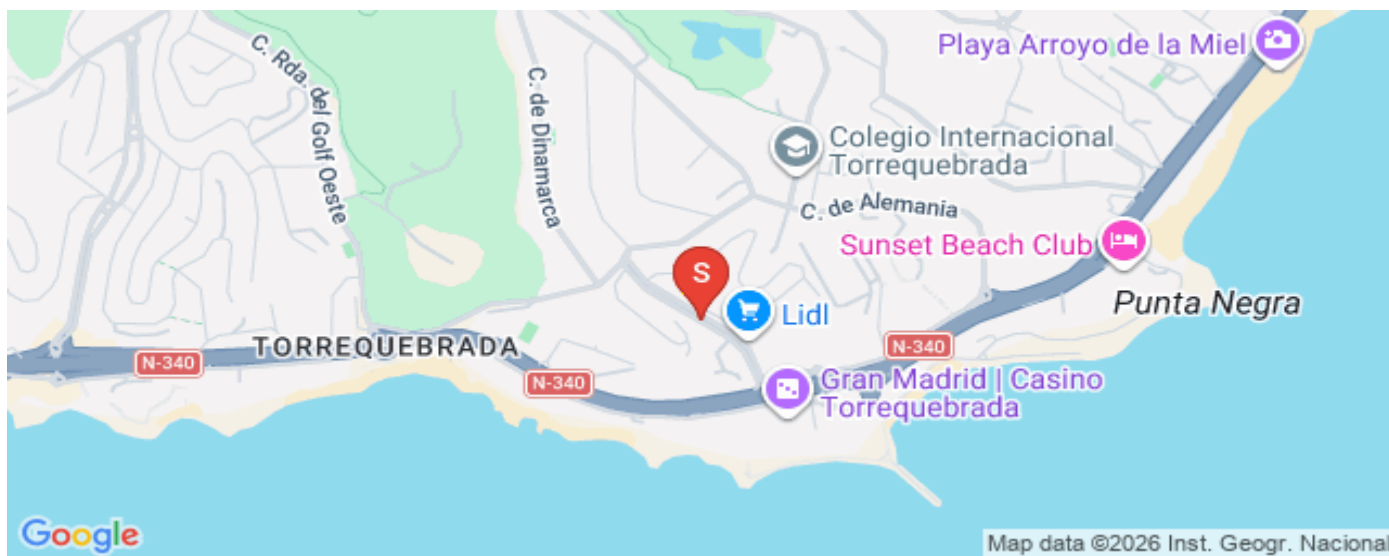 Playa Arroyo de la Miel
C. Rda. del Golf Oeste
C. de Dinamarca
Colegio Internacional
Torrequebrada
C. de Alemania
Sunset Beach Club
S
Punta Negra
Lidl
TORREQUEBRADA
N-340
N-340
N-340
Gran Madrid | Casino
Torrequebrada
Google
Map data ©2026 Inst. Geogr. Nacional